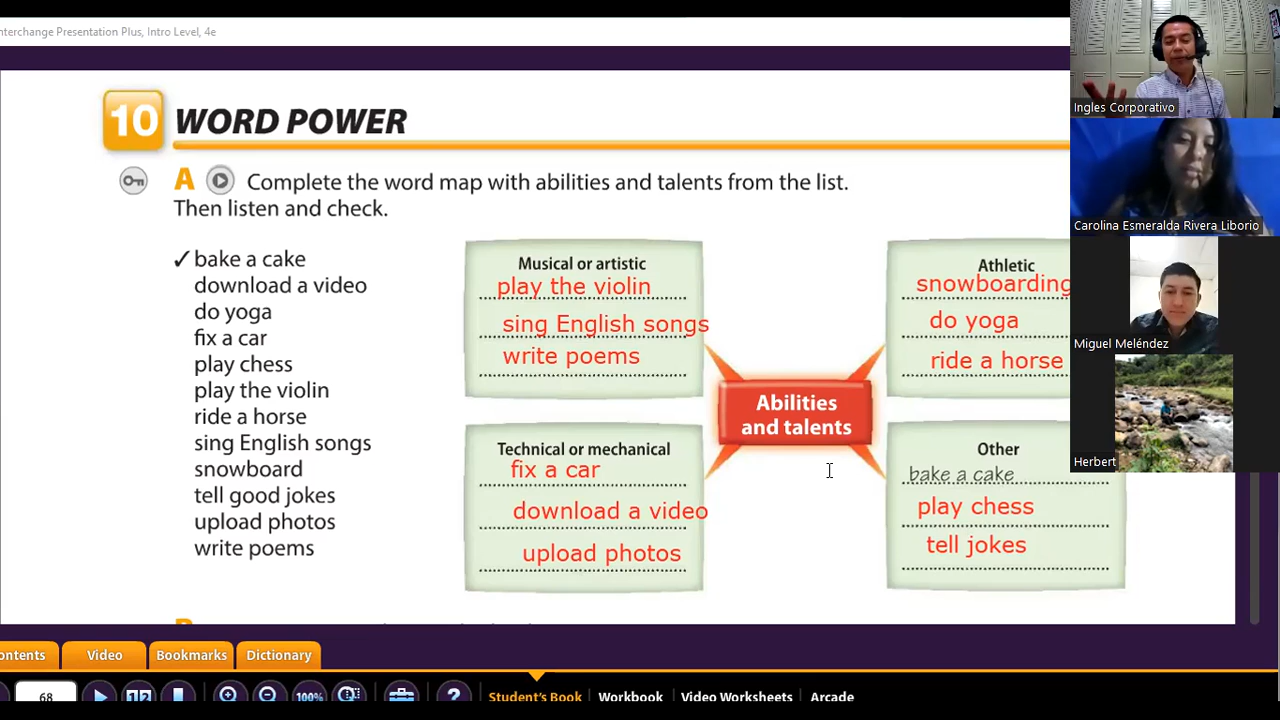 nterchange Presentation Plus, Intro Level, 4e
10 WORD POWER
A Complete the word map with abilities and talents from the list.
Then listen and check.
✓ bake a cake
download a video
do yoga
fix a car
play chess
play the violin
ride a horse
sing English songs
snowboard
tell good jokes
upload photos
write poems
Musical or artistic
play the violin
sing English songs
write poems
Athletic
snowboarding
do yoga
ride a horse
Abilities
and talents
Technical or mechanical
fix a car
download a video
upload photos
Other
bake a cake
play chess
tell jokes
Ingles Corporativo
Carolina Esmeralda Rivera Liborio
Miguel Meléndez
Herbert
ontents
Video
Bookmarks
Dictionary
68
100%
?
Student's Book
Workbook
Video Worksheets
Arcade